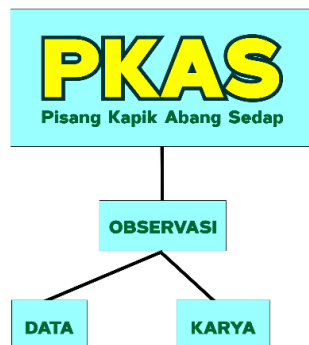 PKAS
Pisang Kapik Abang Sedap
OBSERVASI
DATA
KARYA